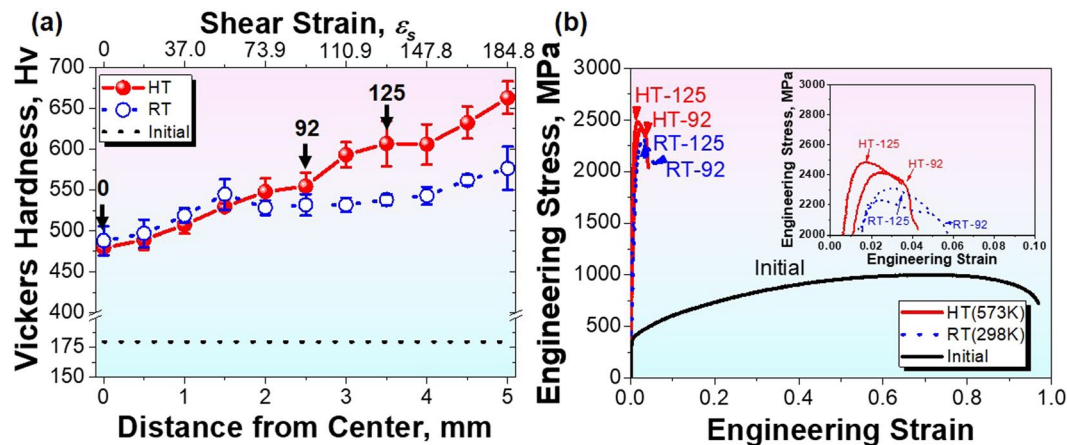 (a)
Shear Strain, εs
0 37.0 73.9 110.9 147.8 184.8
Vickers Hardness, Hv
700
650
600
550
500
450
400
175
150
HT
RT
Initial
0
92
125
0 1 2 3 4 5
Distance from Center, mm
(b)
Engineering Stress, MPa
3000
2500
2000
1500
1000
500
0
HT-125
HT-92
RT-125
RT-92
Initial
Engineering Stress, MPa
3000
2800
2600
2400
2200
2000
HT-125
HT-92
RT-125
RT-92
0.00 0.02 0.04 0.06 0.08 0.10
Engineering Strain
HT(573K)
RT(298K)
Initial
0.0 0.2 0.4 0.6 0.8 1.0
Engineering Strain